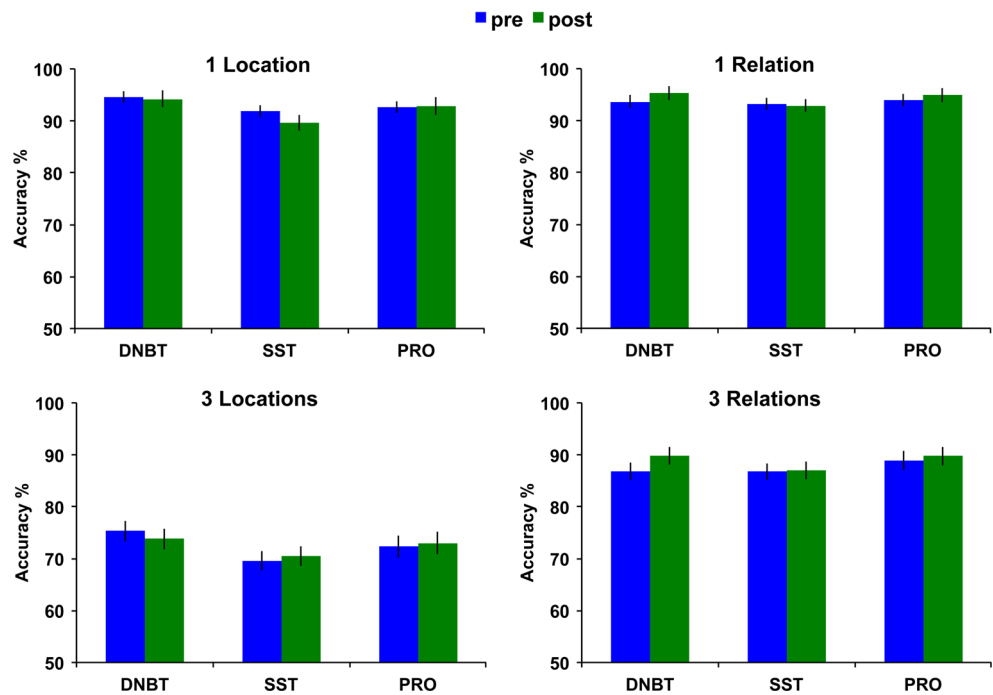 pre post
1 Location
Accuracy %
100
90
80
70
60
50
DNBT SST PRO
1 Relation
Accuracy %
100
90
80
70
60
50
DNBT SST PRO
3 Locations
Accuracy %
100
90
80
70
60
50
DNBT SST PRO
3 Relations
Accuracy %
100
90
80
70
60
50
DNBT SST PRO